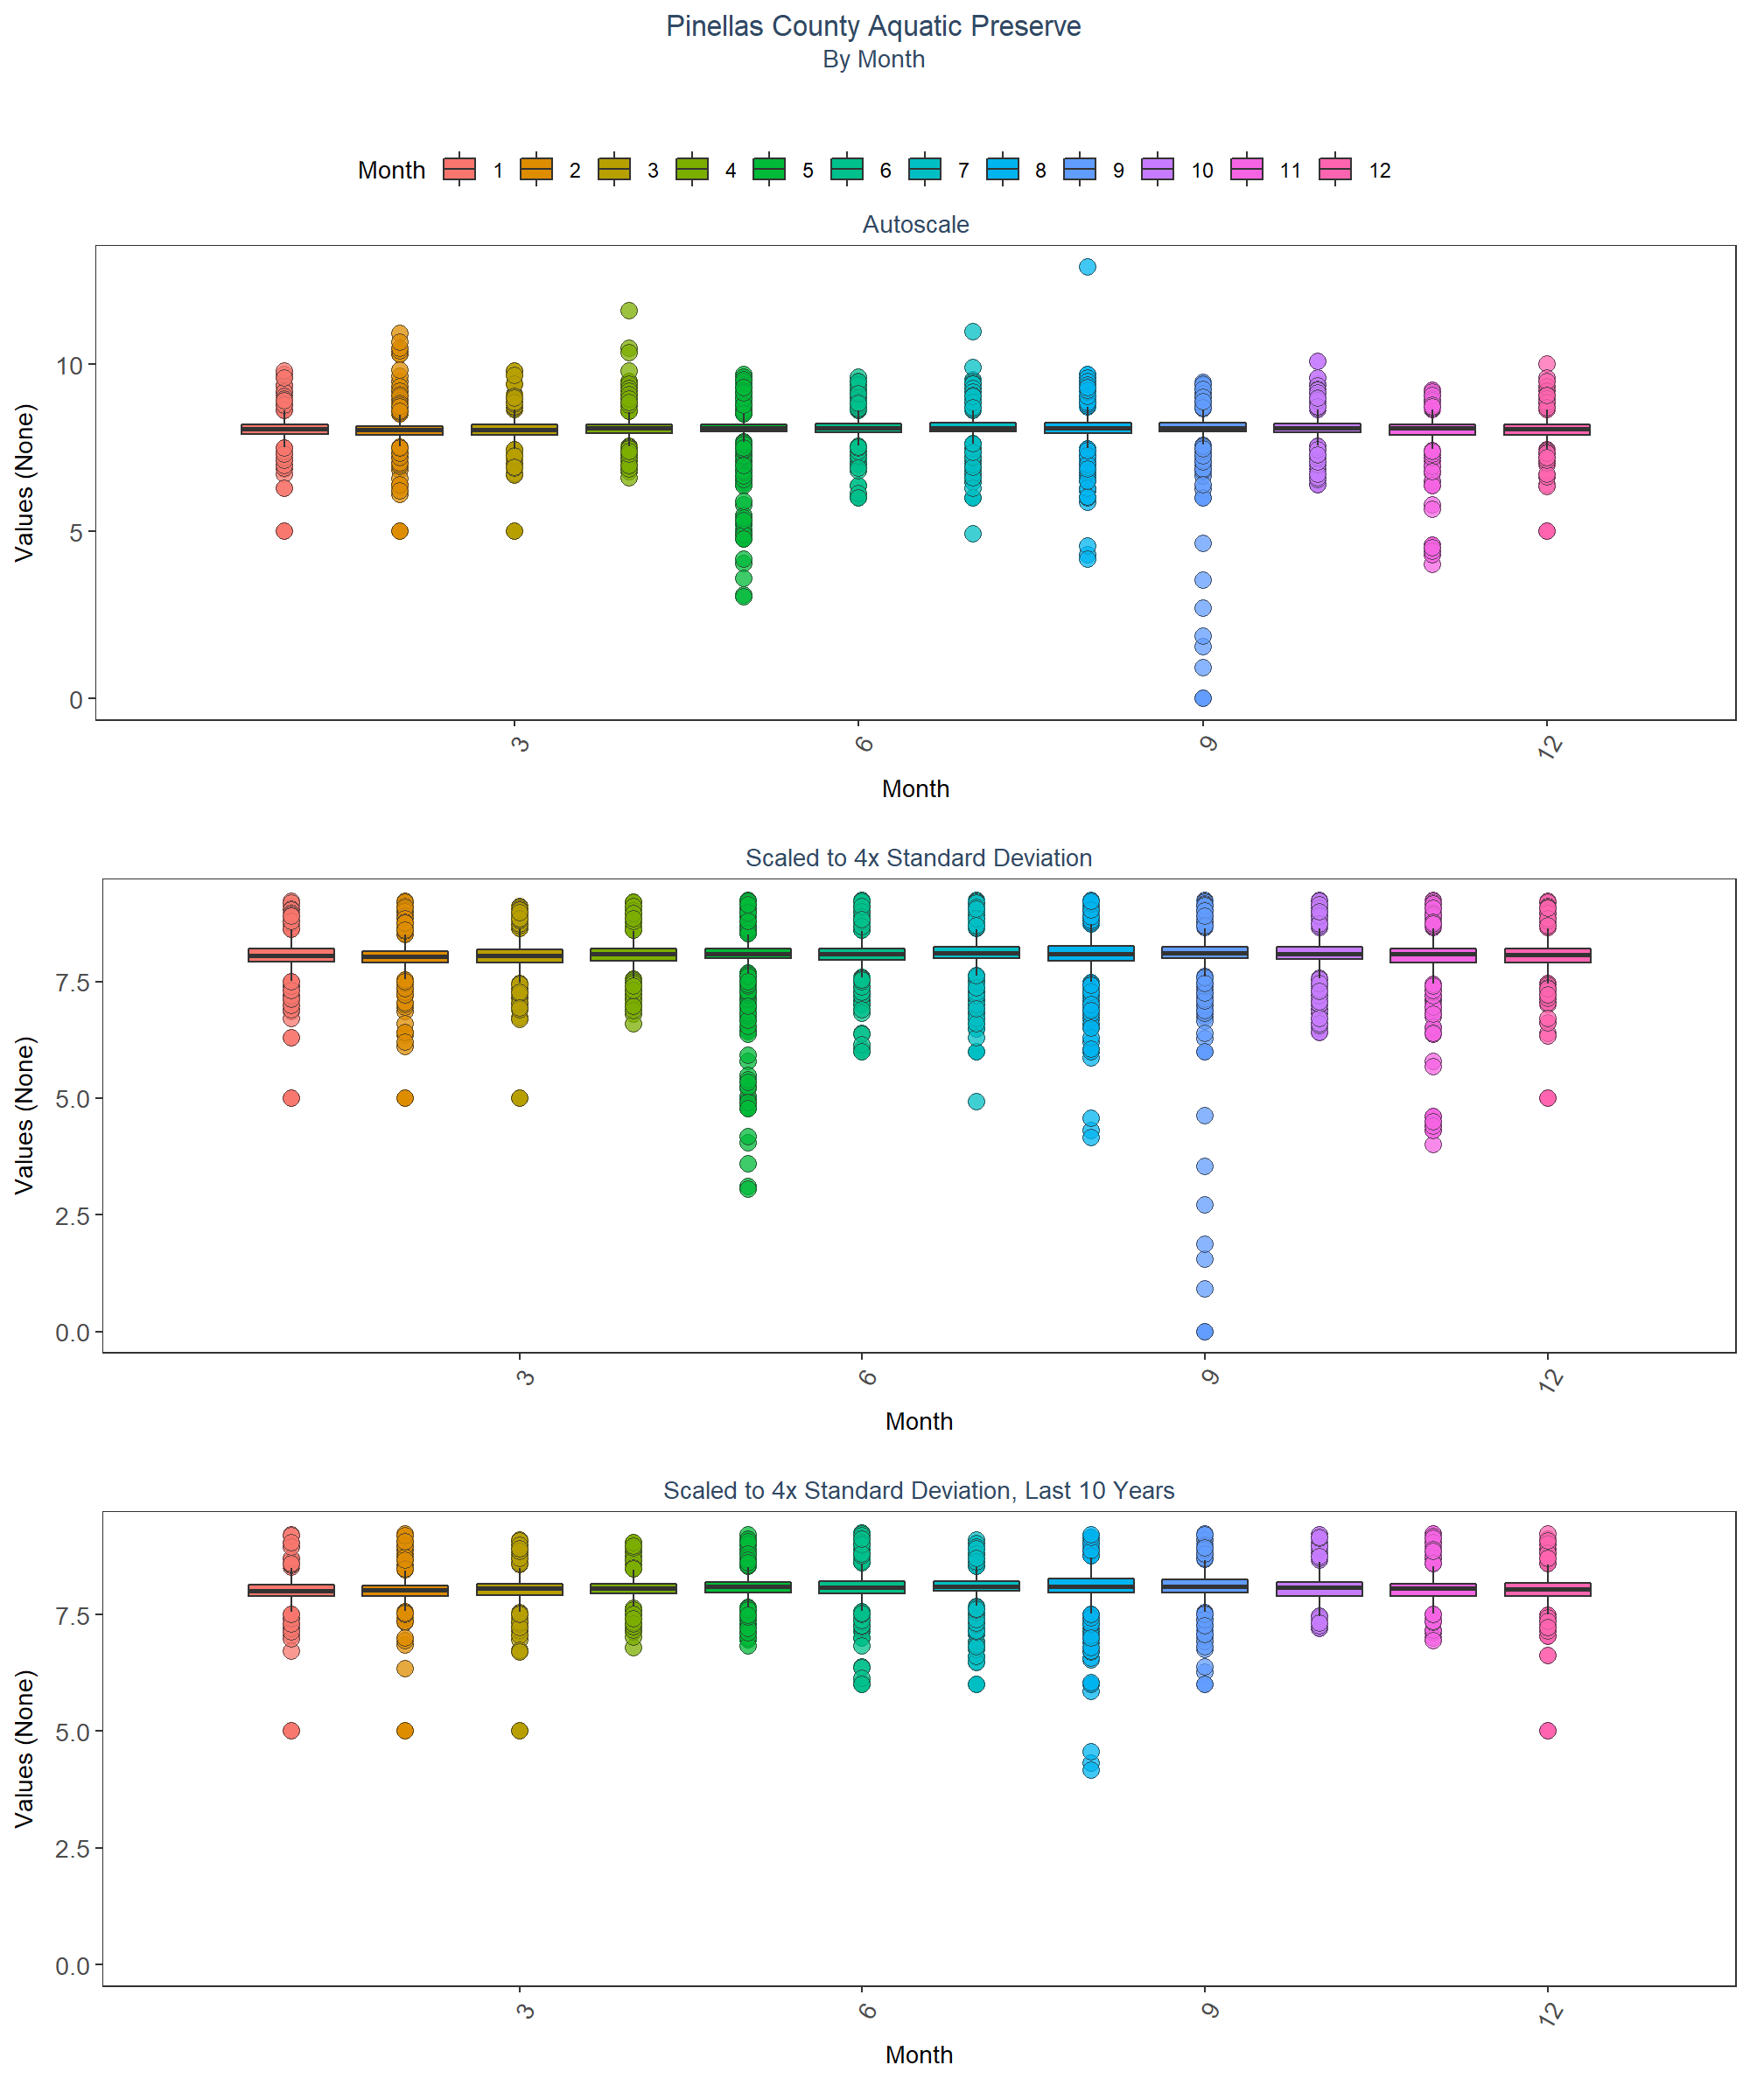 Pinellas County Aquatic Preserve
By Month
Month 1 2 3 4 5 6 7 8 9 10 11 12
Autoscale
Values (None)
10
5
0
3 6 9 12
Month
Scaled to 4x Standard Deviation
Values (None)
7.5
5.0
2.5
0.0
3 6 9 12
Month
Scaled to 4x Standard Deviation, Last 10 Years
Values (None)
7.5
5.0
2.5
0.0
3 6 9 12
Month